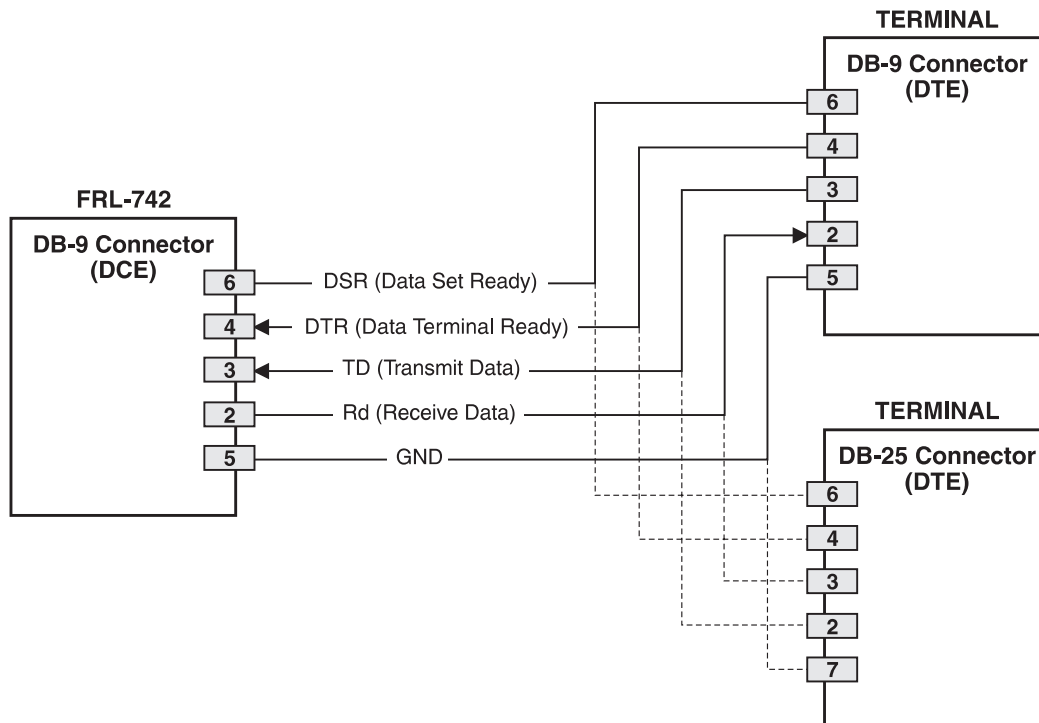 FRL-742
DB-9 Connector
(DCE)
6
4
3
2
5
DSR (Data Set Ready)
DTR (Data Terminal Ready)
TD (Transmit Data)
Rd (Receive Data)
GND
TERMINAL
DB-9 Connector
(DTE)
6
4
3
2
5
TERMINAL
DB-25 Connector
(DTE)
6
4
3
2
7